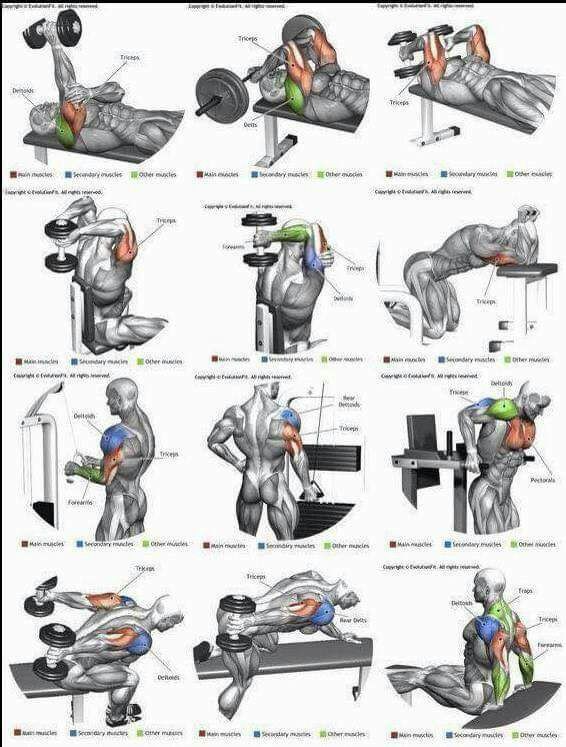 Copyright © EvolutionFit. All rights reserved.
Triceps
Deltoids
Main muscles Secondary muscles Other muscles
Copyright © EvolutionFit. All rights reserved.
Triceps
Delts
Main muscles Secondary muscles Other muscles
Copyright © EvolutionFit. All rights reserved.
Triceps
Main muscles Secondary muscles Other muscles
Copyright © EvolutionFit. All rights reserved.
Triceps
Main muscles Secondary muscles Other muscles
Copyright © EvolutionFit. All rights reserved.
Forearms
Triceps
Deltoids
Main muscles Secondary muscles Other muscles
Copyright © EvolutionFit. All rights reserved.
Triceps
Main muscles Secondary muscles Other muscles
Copyright © EvolutionFit. All rights reserved.
Deltoids
Triceps
Forearms
Main muscles Secondary muscles Other muscles
Copyright © EvolutionFit. All rights reserved.
Rear
Deltoids
Triceps
Main muscles Secondary muscles Other muscles
Copyright © EvolutionFit. All rights reserved.
Deltoids
Triceps
Pectorals
Main muscles Secondary muscles Other muscles
Triceps
Deltoids
Main muscles Secondary muscles Other muscles
Triceps
Rear Delts
Main muscles Secondary muscles Other muscles
Copyright © EvolutionFit. All rights reserved.
Traps
Deltoids
Triceps
Forearms
Main muscles Secondary muscles Other muscles